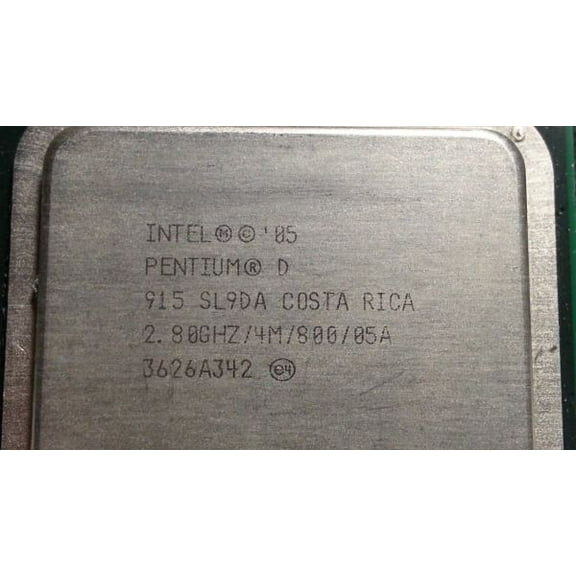 INTEL®©'05
PENTIUM® D
915 SL9DA COSTA RICA
2.80GHZ/4M/800/05A
3626A342 e4